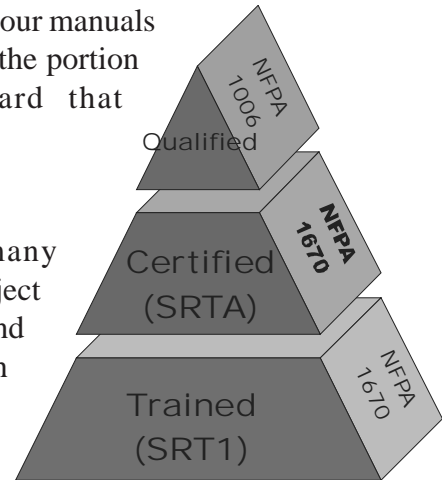 our manuals
the portion
ard that
many
ject
nd
n
NFPA
1006
Qualified
NFPA
1670
Certified
(SRTA)
NFPA
1670
Trained
(SRT1)